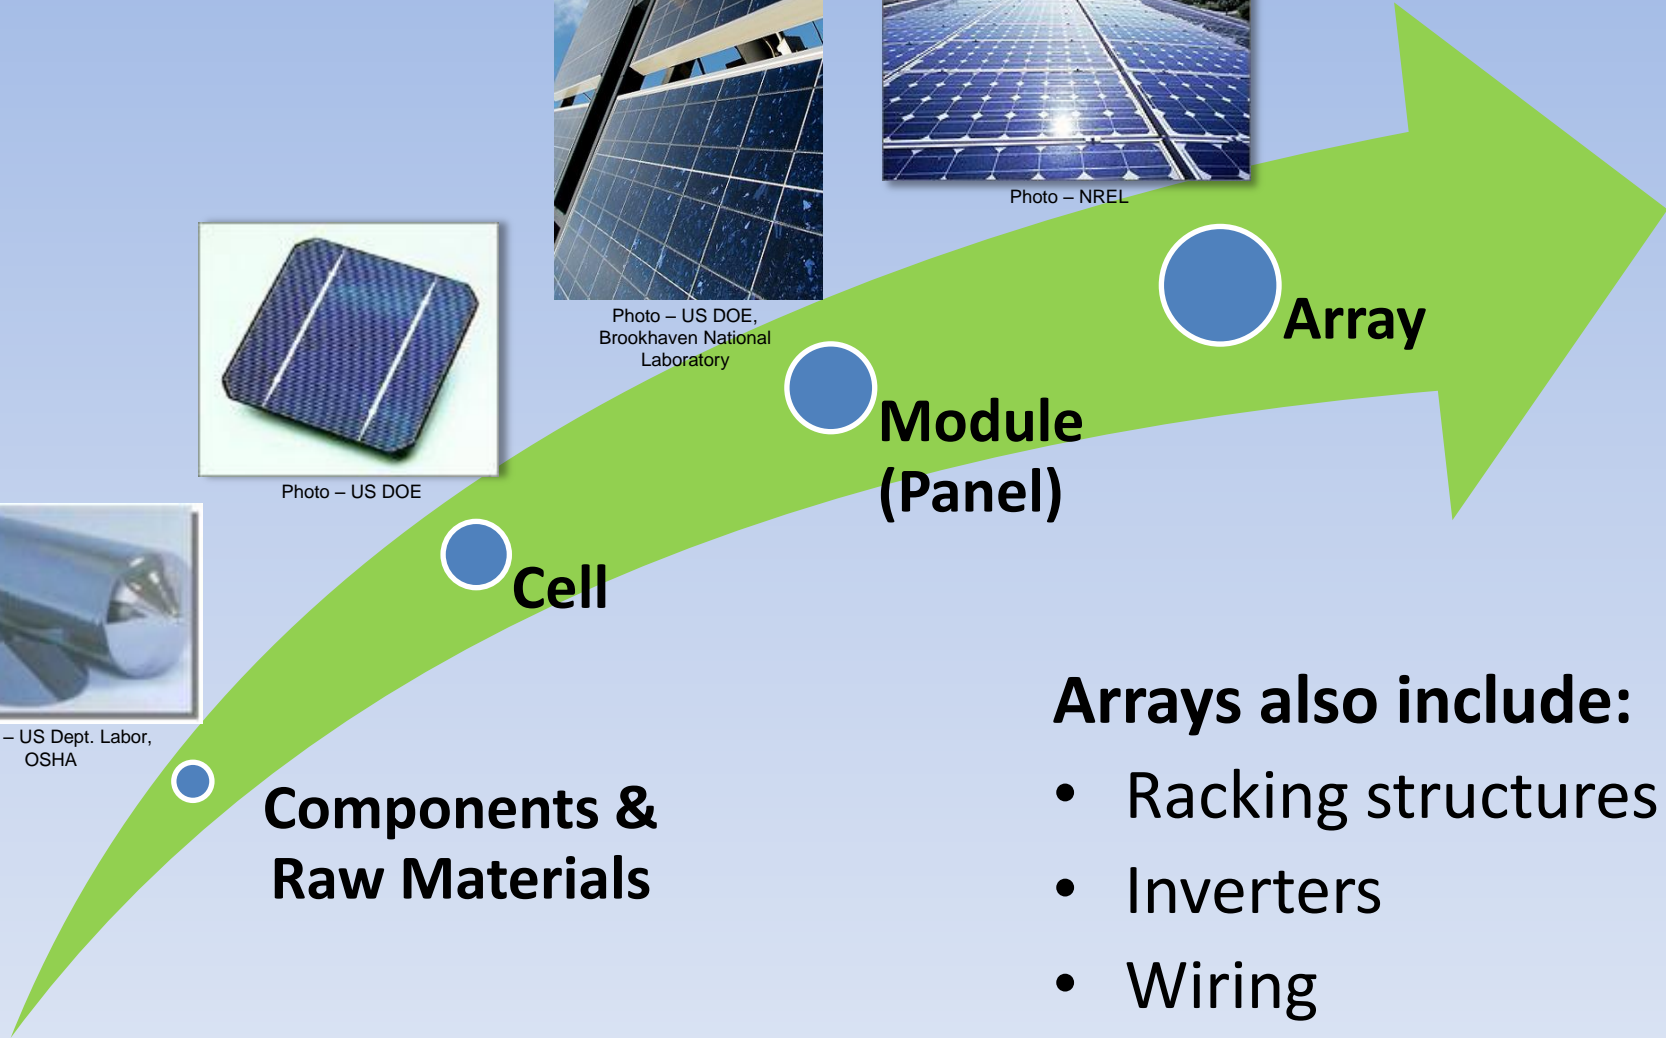 Photo – NREL
Photo – US DOE,
Brookhaven National
Laboratory
Array
Module
(Panel)
Photo – US DOE
Cell
– US Dept. Labor,
OSHA
Components &
Raw Materials
Arrays also include:
• Racking structures
• Inverters
• Wiring